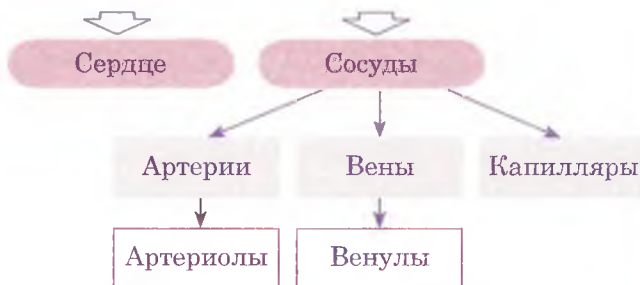 Сердце
Сосуды
Артерии
Вены
Капилляры
Артериолы
Венулы